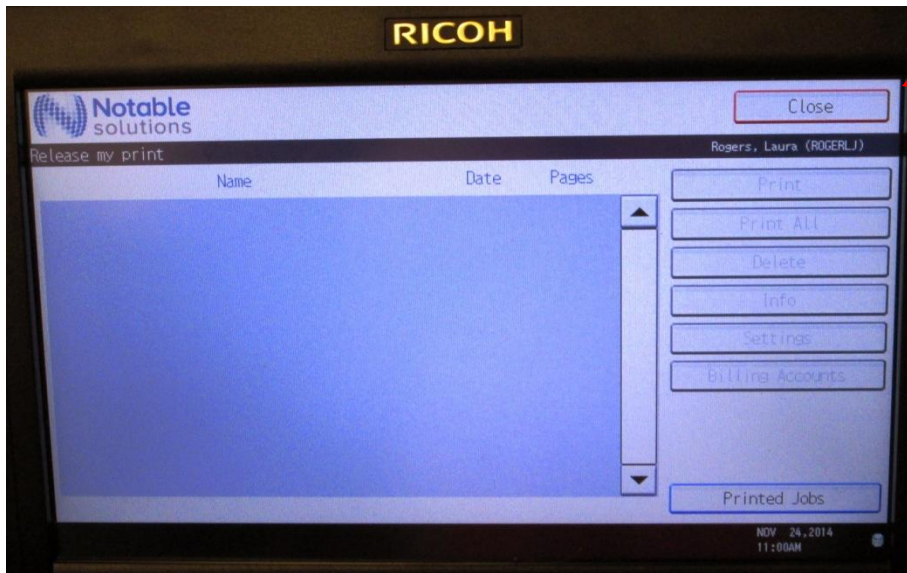 RICOH
Notable
solutions
Close
Release my print
Rogers, Laura (ROGERLJ)
Name Date Pages
Print
Print All
Delete
Info
Settings
Billing Accounts
Printed Jobs
NOV 24,2014
11:00AM